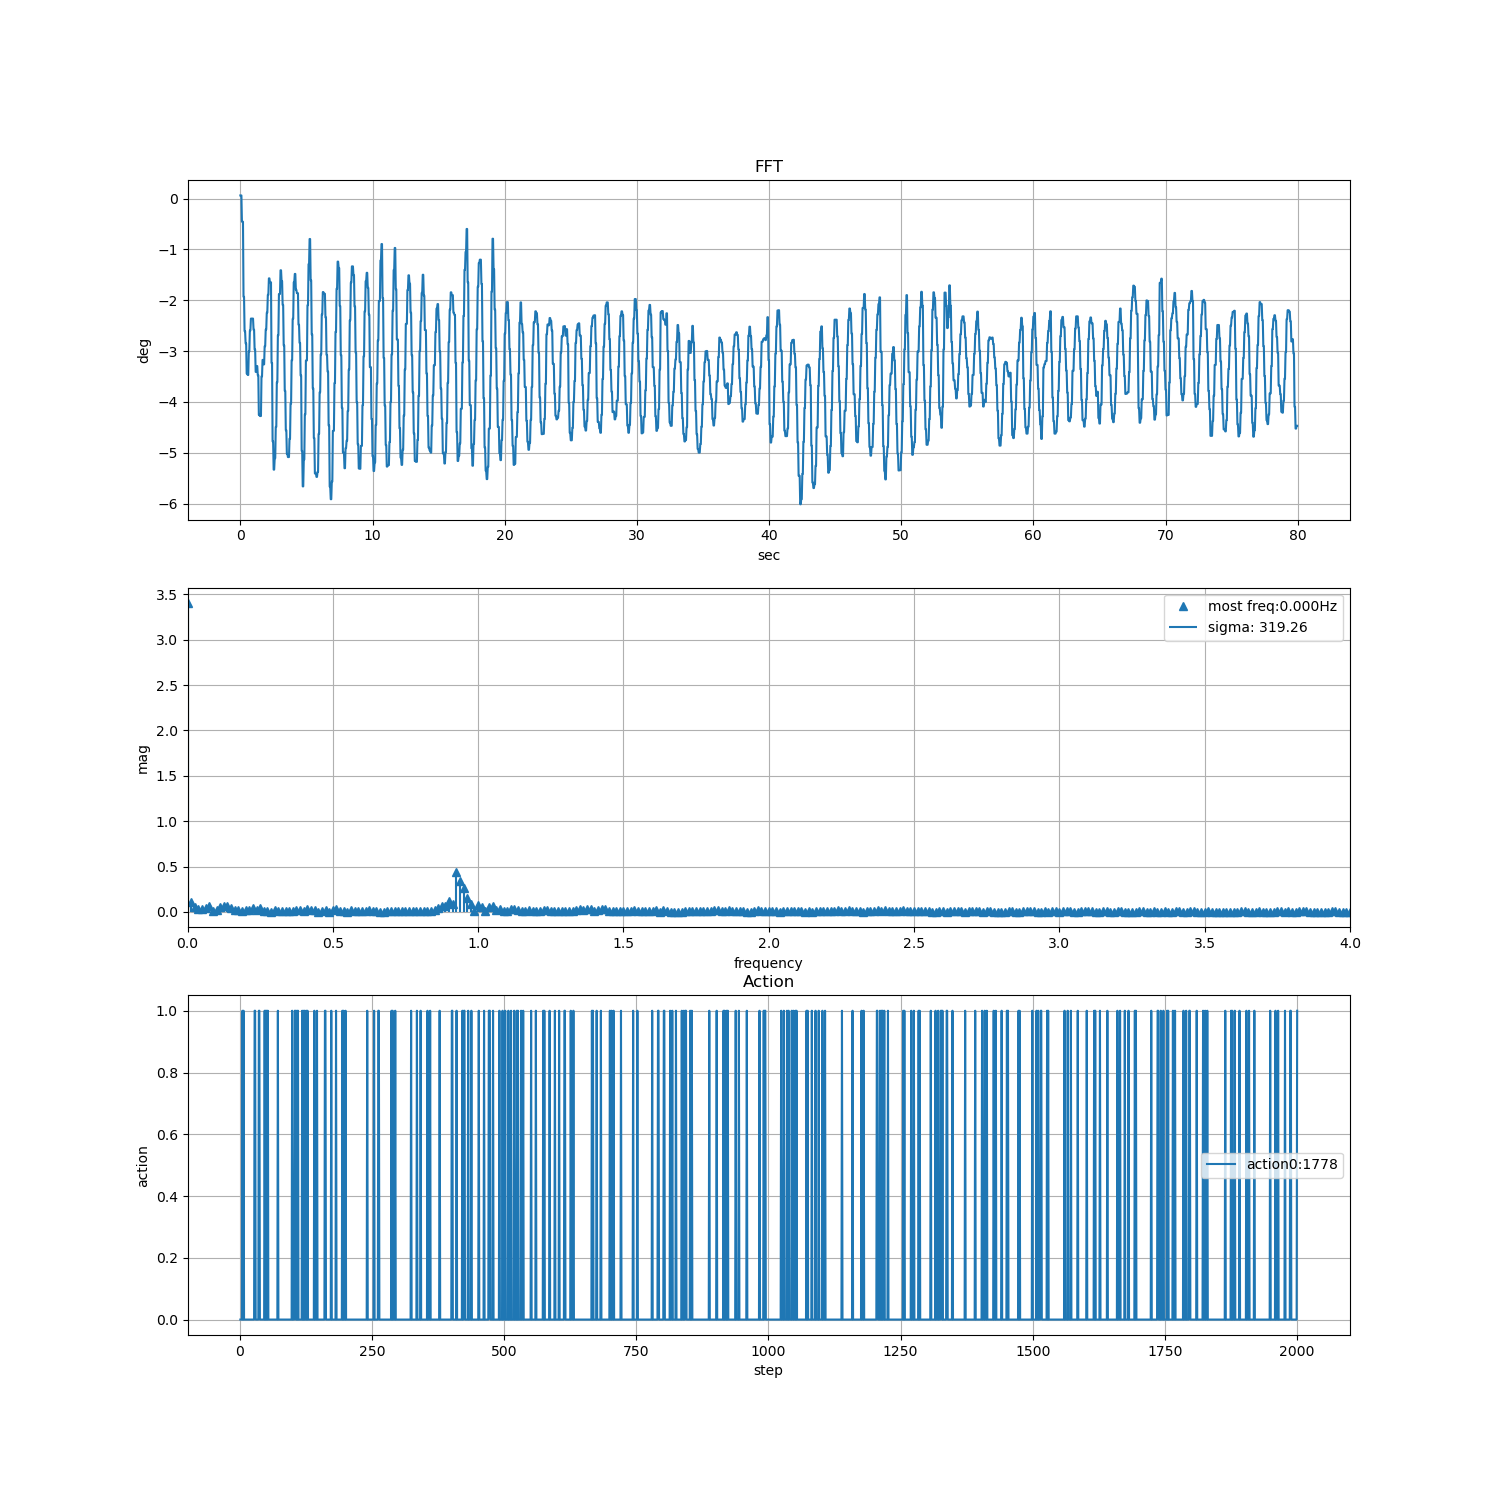 FFT
0
−1
−2
−3
−4
−5
−6
deg
0 10 20 30 40 50 60 70 80
sec
3.5
3.0
2.5
2.0
1.5
1.0
0.5
0.0
mag
most freq:0.000Hz
sigma: 319.26
0.0 0.5 1.0 1.5 2.0 2.5 3.0 3.5 4.0
frequency
Action
1.0
0.8
0.6
0.4
0.2
0.0
action
action0:1778
0 250 500 750 1000 1250 1500 1750 2000
step